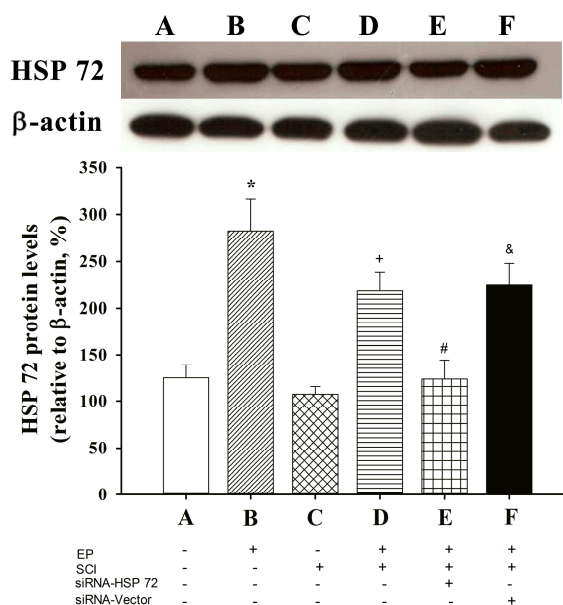 A B C D E F
HSP 72
β-actin
HSP 72 protein levels
(relative to β-actin, %)
350
300
250
200
150
100
50
0
*
+
#
&
A B C D E F
EP - + - + + +
SCI - - + + + +
siRNA-HSP 72 - - - - + -
siRNA-Vector - - - - - +